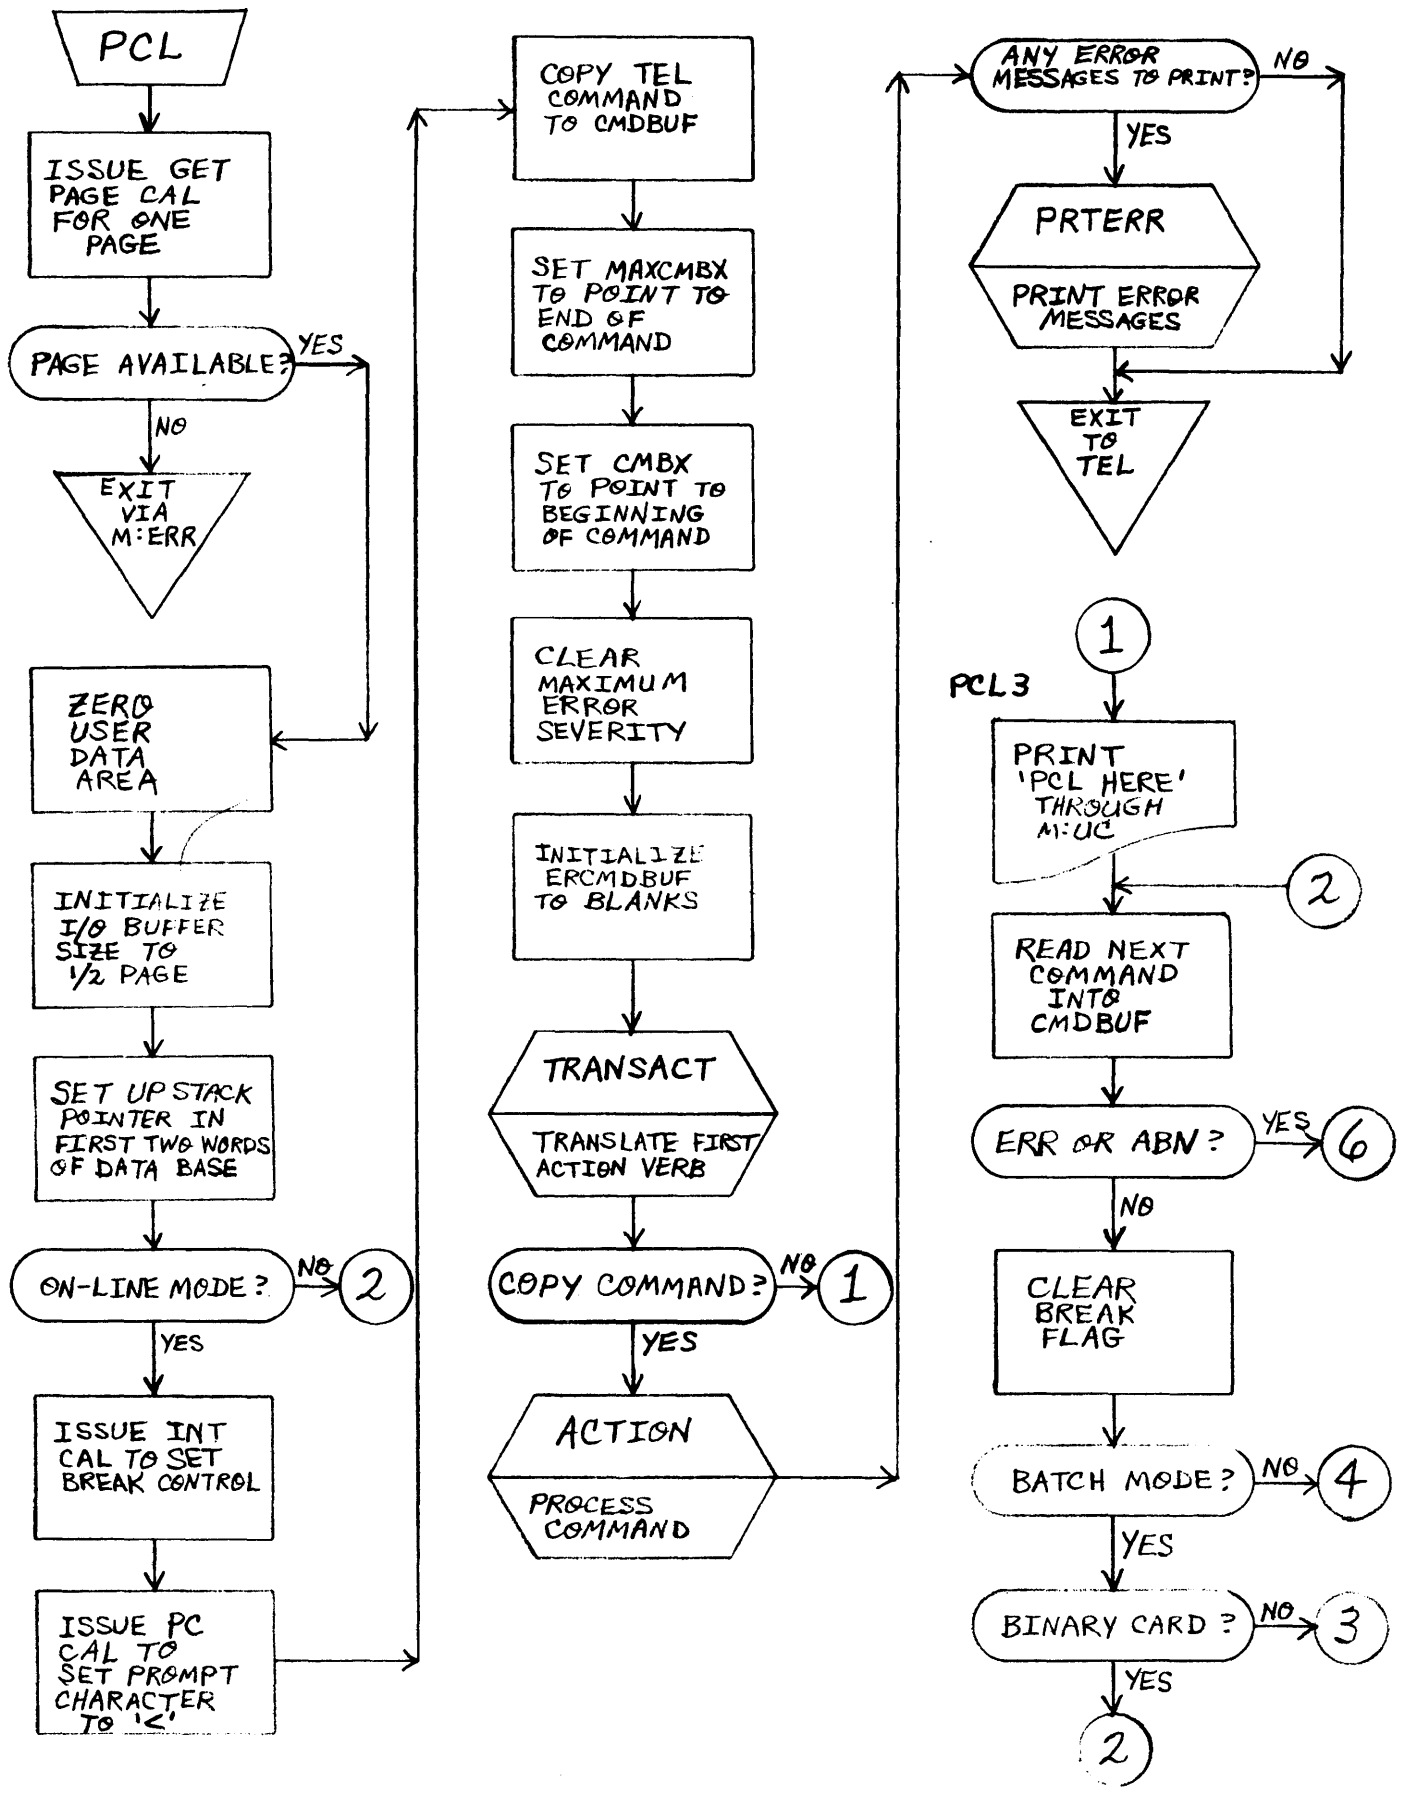 PCL
ISSUE GET
PAGE CAL
FOR ONE
PAGE
PAGE AVAILABLE?
YES
NO
EXIT
VIA
M:ERR
ZERO
USER
DATA
AREA
INITIALIZE
I/O BUFFER
SIZE TO
1/2 PAGE
SET UP STACK
POINTER IN
FIRST TWO WORDS
OF DATA BASE
ON-LINE MODE?
NO
2
YES
ISSUE INT
CAL TO SET
BREAK CONTROL
ISSUE PC
CAL TO
SET PROMPT
CHARACTER
TO '<'
COPY TEL
COMMAND
TO CMDBUF
SET MAXCMBX
TO POINT TO
END OF
COMMAND
SET CMBX
TO POINT TO
BEGINNING
OF COMMAND
CLEAR
MAXIMUM
ERROR
SEVERITY
INITIALIZE
ERCMDBUF
TO BLANKS
TRANSACT
TRANSLATE FIRST
ACTION VERB
COPY COMMAND?
NO
1
YES
ACTION
PROCESS
COMMAND
ANY ERROR
MESSAGES TO PRINT?
NO
YES
PRTERR
PRINT ERROR
MESSAGES
EXIT
TO
TEL
1
PCL3
PRINT
'PCL HERE'
THROUGH
M:UC
2
READ NEXT
COMMAND
INTO
CMDBUF
ERR OR ABN?
YES
6
NO
CLEAR
BREAK
FLAG
BATCH MODE?
NO
4
YES
BINARY CARD?
NO
3
YES
2